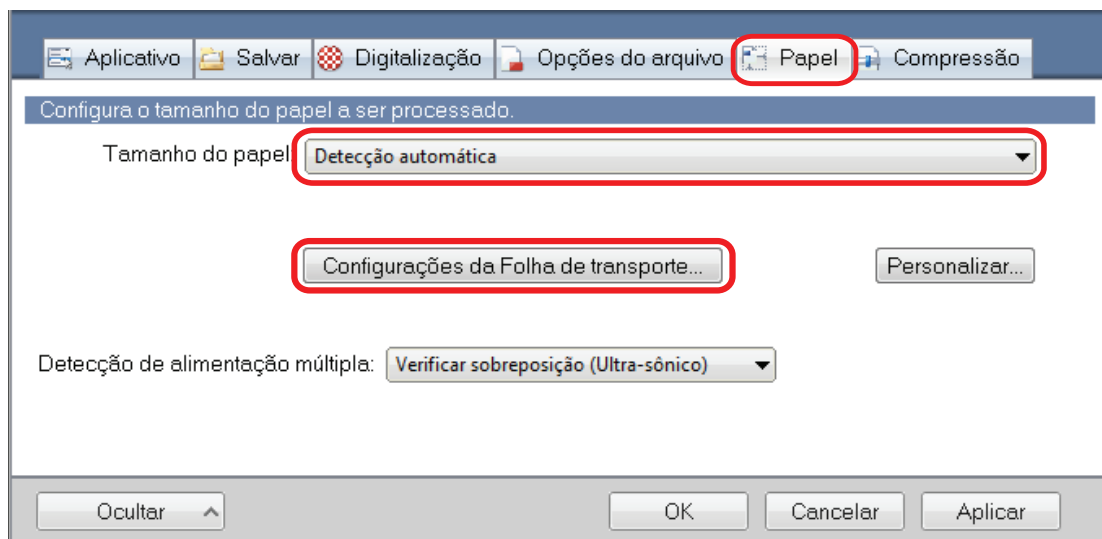 Aplicativo Salvar Digitalização Opções do arquivo Papel Compressão
Configura o tamanho do papel a ser processado.
Tamanho do papel: Detecção automática
Configurações da Folha de transporte... Personalizar...
Detecção de alimentação múltipla: Verificar sobreposição (Ultra-sônico)
Ocultar OK Cancelar Aplicar